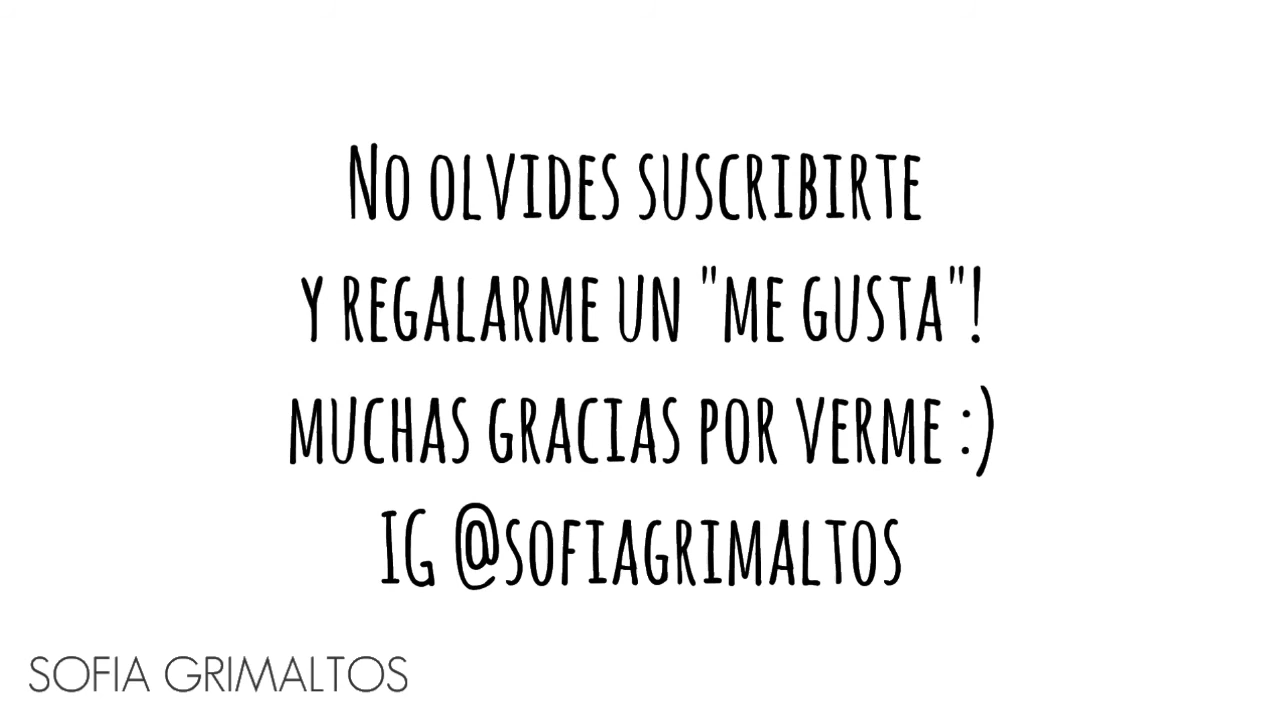 No olvides suscribirte
y regalarme un "me gusta"!
muchas gracias por verme :)
IG @sofiagrimaltos
SOFIA GRIMALTOS